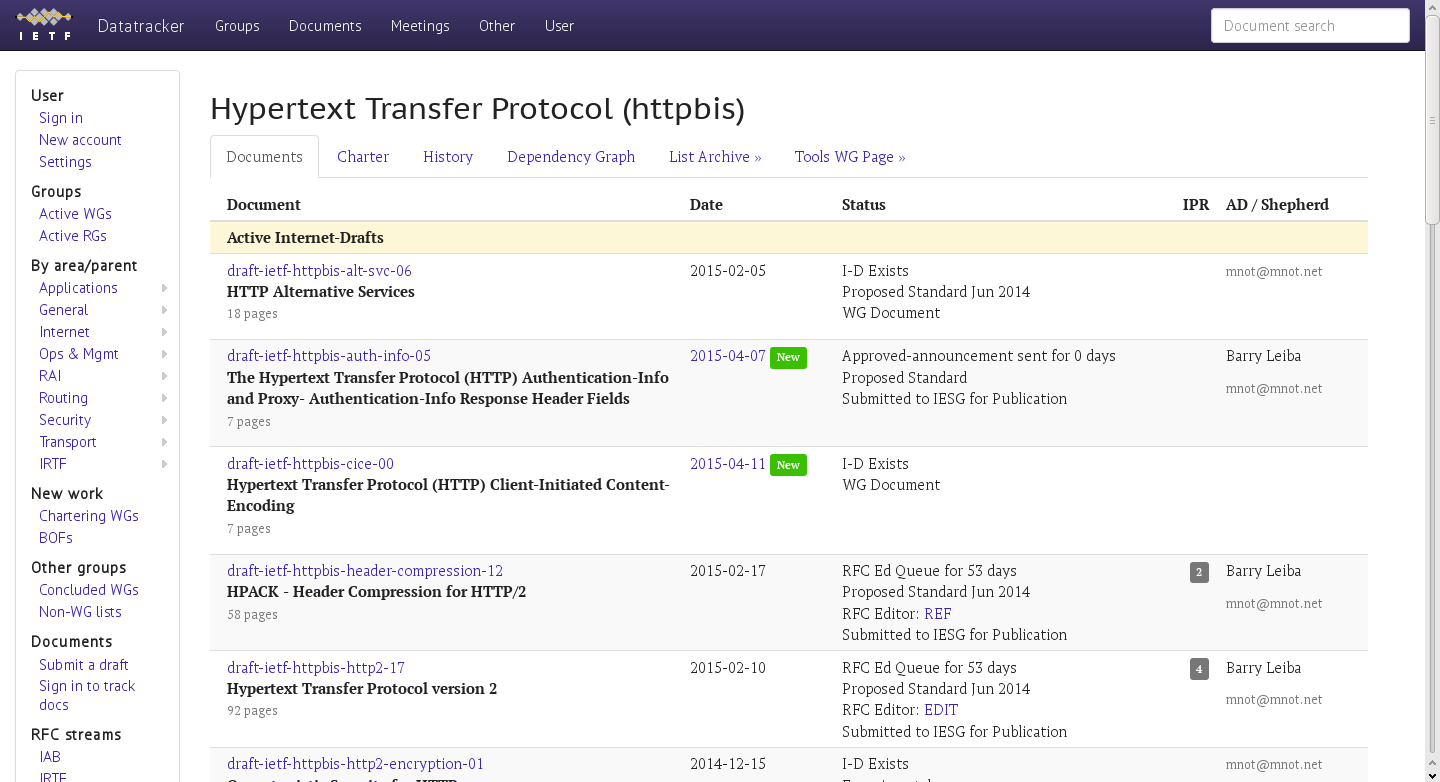 IETF
Datatracker
Groups
Documents
Meetings
Other
User
Document search
User
Sign in
New account
Settings
Groups
Active WGs
Active RGs
By area/parent
Applications
General
Internet
Ops & Mgmt
RAI
Routing
Security
Transport
IRTF
New work
Chartering WGs
BOFs
Other groups
Concluded WGs
Non-WG lists
Documents
Submit a draft
Sign in to track
docs
RFC streams
IAB
IRTF
Hypertext Transfer Protocol (httpbis)
Documents Charter History Dependency Graph List Archive » Tools WG Page »
Document Date Status IPR AD / Shepherd
Active Internet-Drafts
draft-ietf-httpbis-alt-svc-06 2015-02-05 I-D Exists mnot@mnot.net
HTTP Alternative Services Proposed Standard Jun 2014
18 pages WG Document
draft-ietf-httpbis-auth-info-05 2015-04-07 New Approved-announcement sent for 0 days Barry Leiba
The Hypertext Transfer Protocol (HTTP) Authentication-Info Proposed Standard mnot@mnot.net
and Proxy- Authentication-Info Response Header Fields Submitted to IESG for Publication
7 pages
draft-ietf-httpbis-cice-00 2015-04-11 New I-D Exists
Hypertext Transfer Protocol (HTTP) Client-Initiated Content- WG Document
Encoding
7 pages
draft-ietf-httpbis-header-compression-12 2015-02-17 RFC Ed Queue for 53 days 2 Barry Leiba
HPACK - Header Compression for HTTP/2 Proposed Standard Jun 2014 mnot@mnot.net
58 pages RFC Editor: REF
Submitted to IESG for Publication
draft-ietf-httpbis-http2-17 2015-02-10 RFC Ed Queue for 53 days 4 Barry Leiba
Hypertext Transfer Protocol version 2 Proposed Standard Jun 2014 mnot@mnot.net
92 pages RFC Editor: EDIT
Submitted to IESG for Publication
draft-ietf-httpbis-http2-encryption-01 2014-12-15 I-D Exists mnot@mnot.net